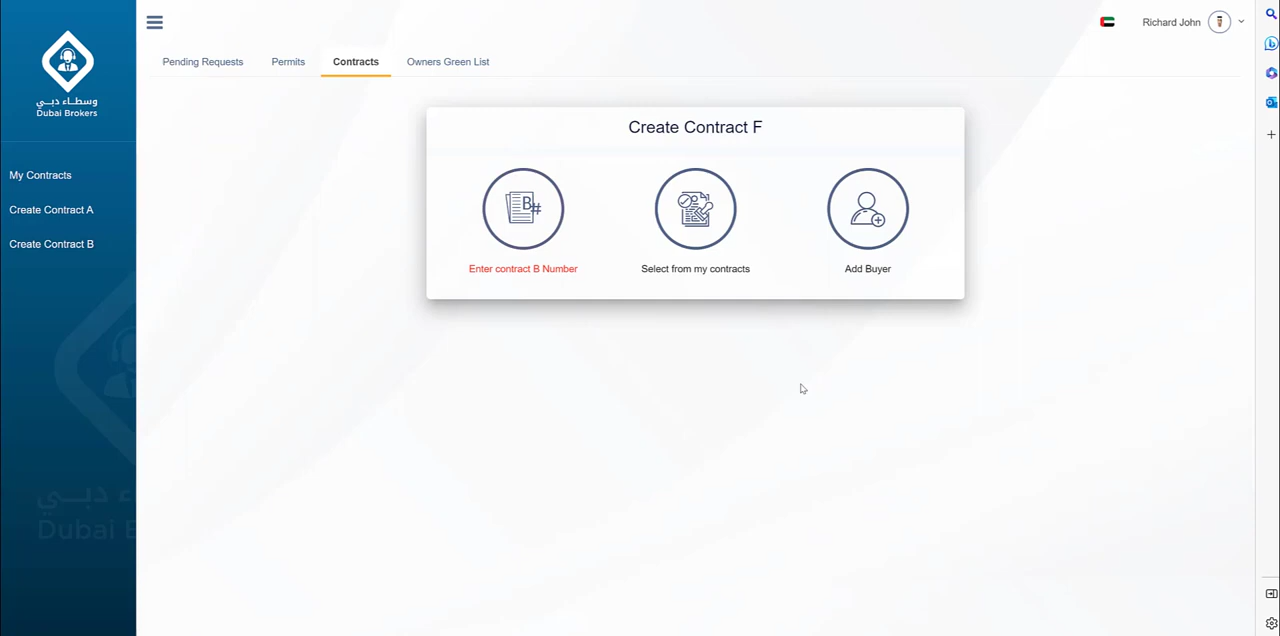 Richard John
Pending Requests
Permits
Contracts
Owners Green List
وسطاء دبي
Dubai Brokers
My Contracts
Create Contract A
Create Contract B
Create Contract F
B#
Enter contract B Number
Select from my contracts
Add Buyer
Dubai B